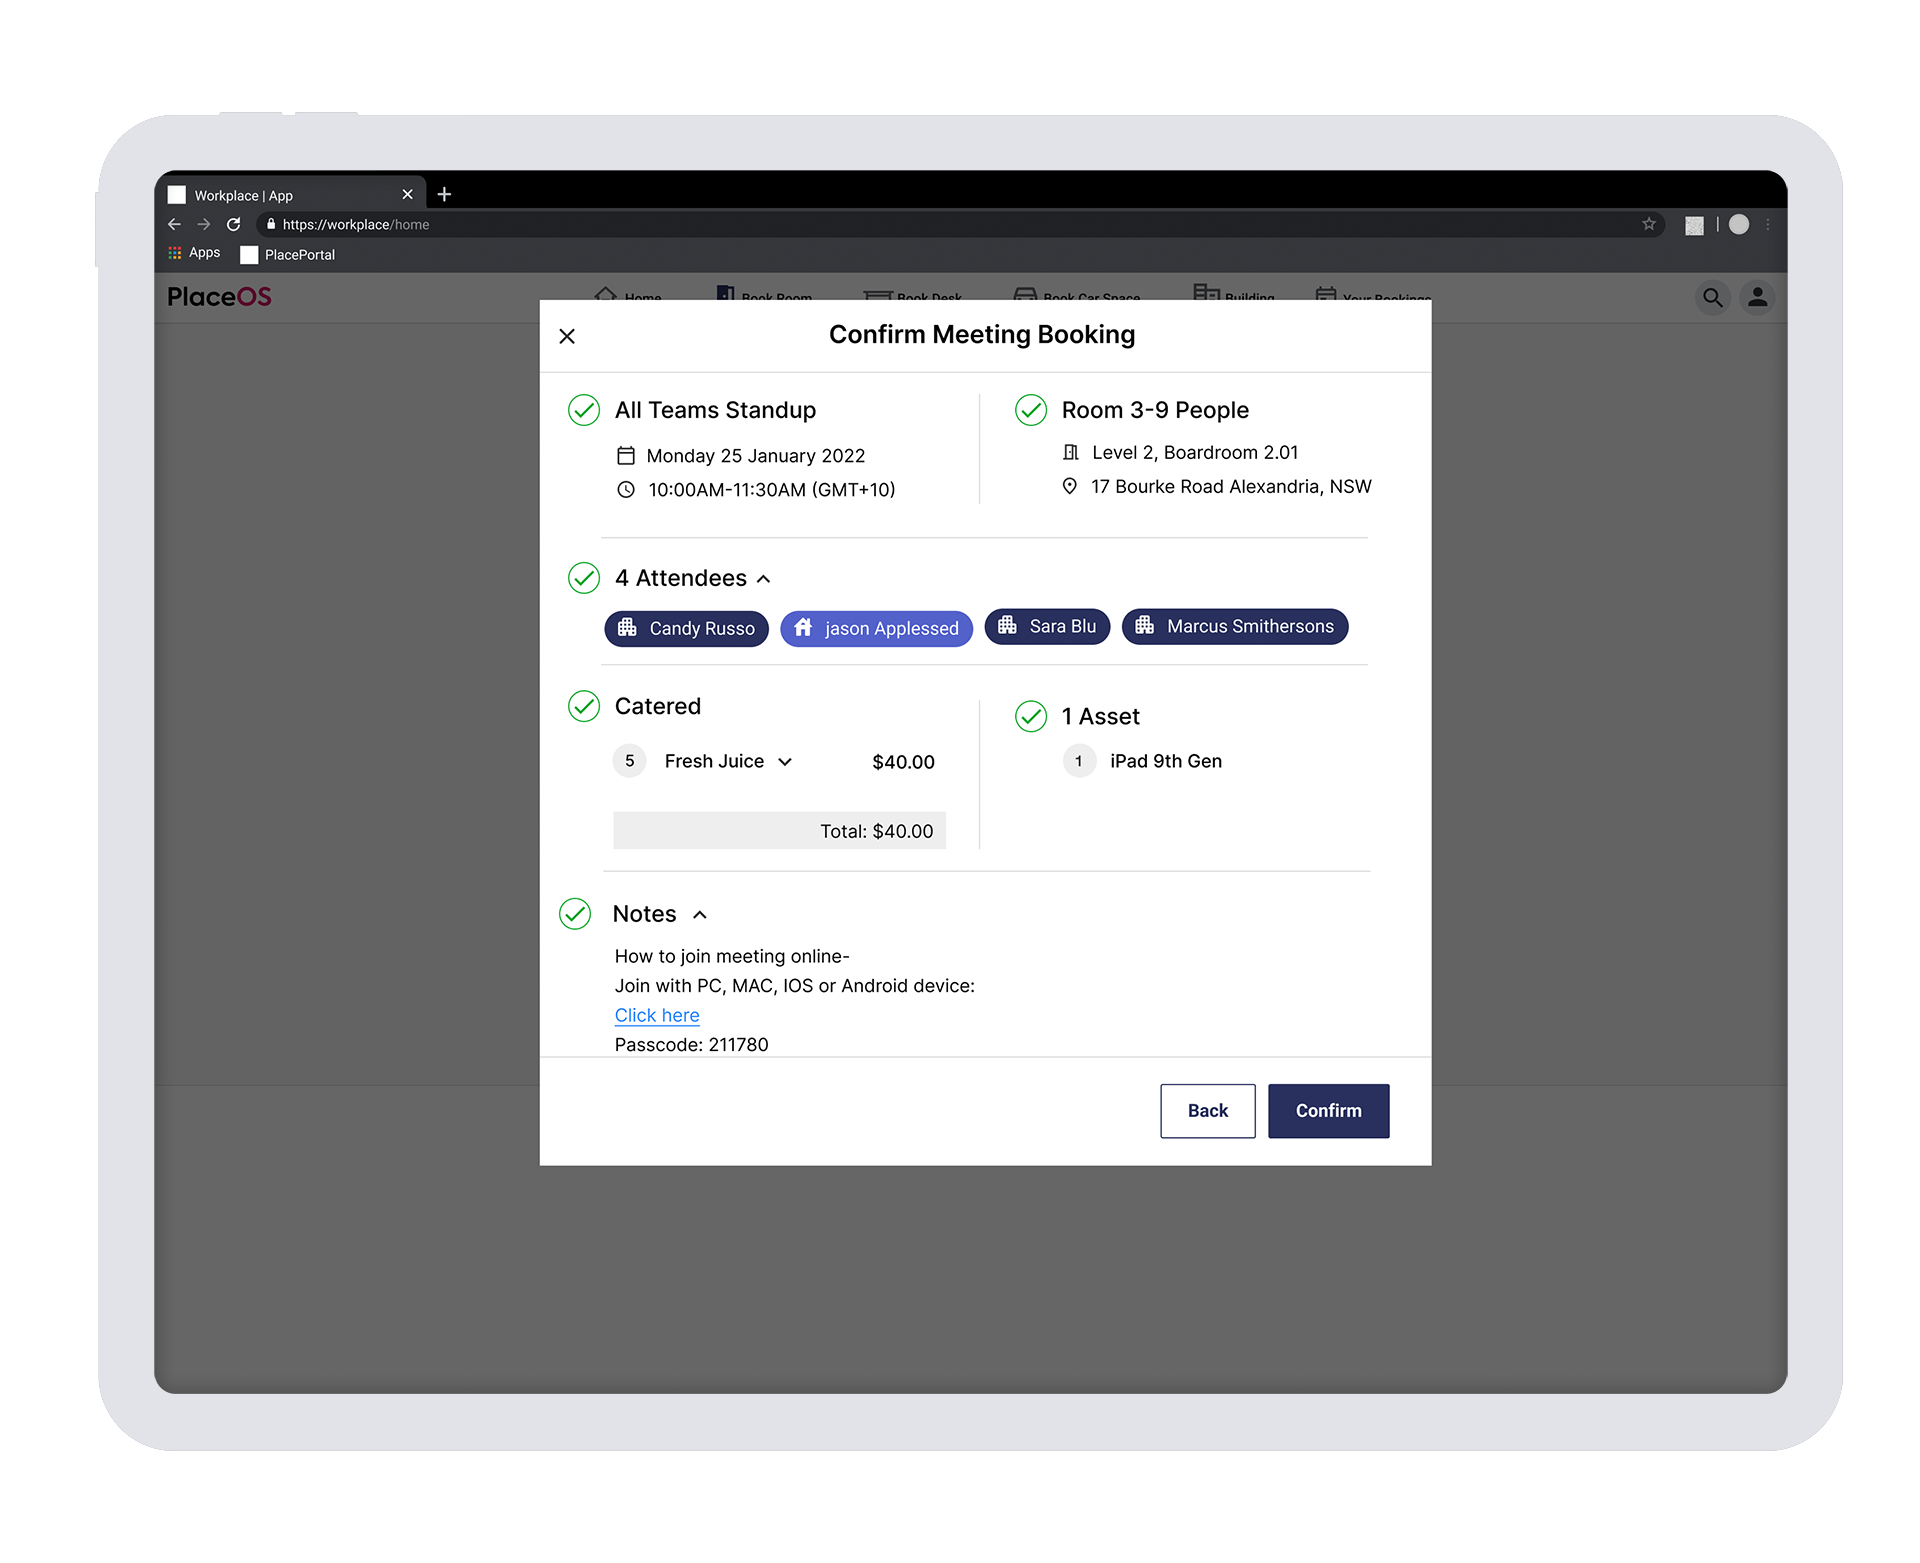 Workplace | App
https://workplace/home
Apps PlacePortal
PlaceOS Home Book Room Book Desk Book Car Space Building Your Bookings
Confirm Meeting Booking
All Teams Standup
Monday 25 January 2022
10:00AM-11:30AM (GMT+10)
Room 3-9 People
Level 2, Boardroom 2.01
17 Bourke Road Alexandria, NSW
4 Attendees
Candy Russo jason Applessed Sara Blu Marcus Smithersons
Catered
5 Fresh Juice $40.00
Total: $40.00
1 Asset
1 iPad 9th Gen
Notes
How to join meeting online-
Join with PC, MAC, IOS or Android device:
Click here
Passcode: 211780
Back Confirm